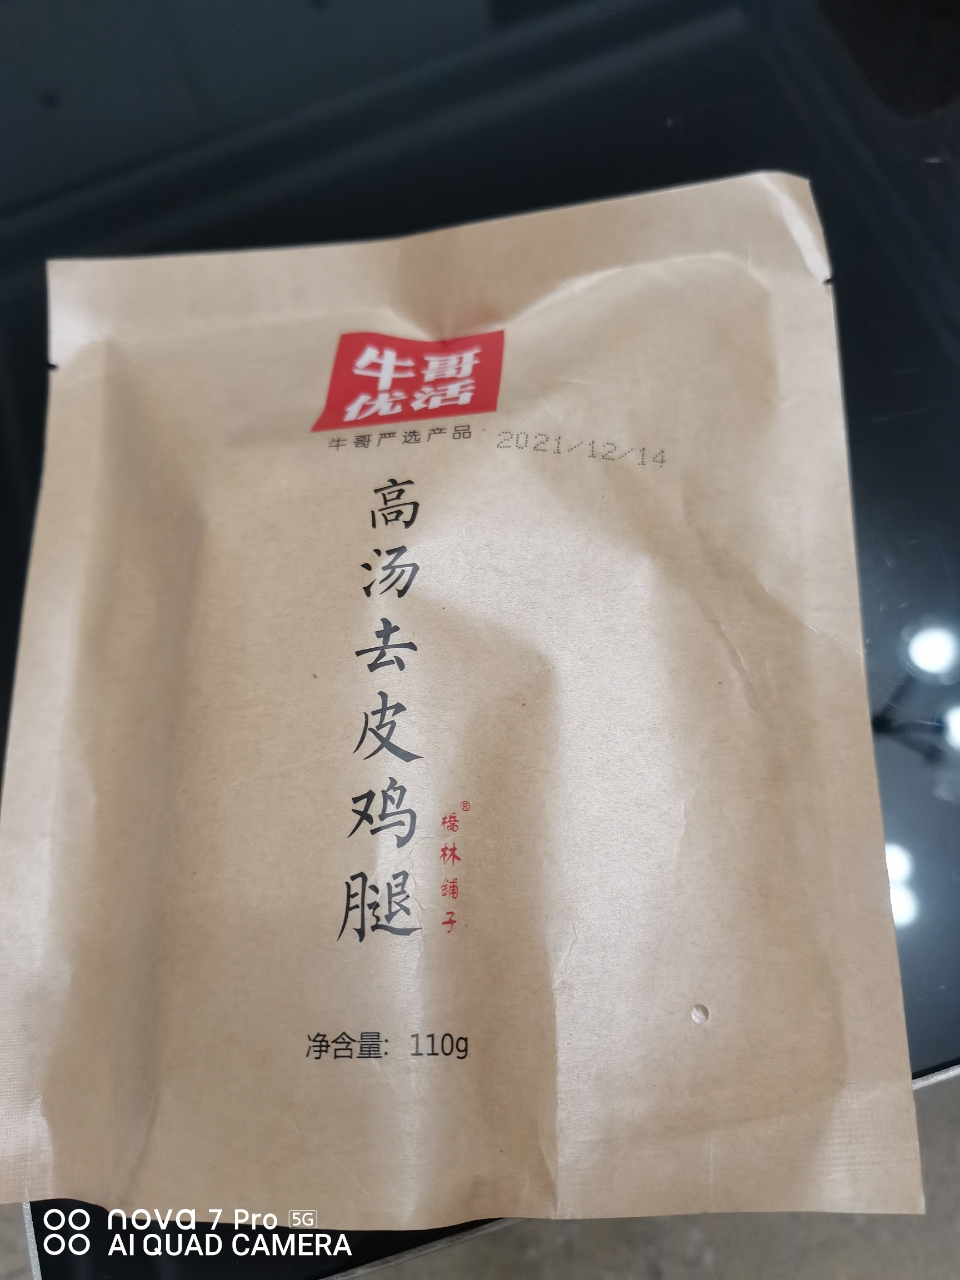 牛哥
优活
牛哥严选产品
2021/12/14
高汤去皮鸡腿
橋林鋪子®
净含量: 110g
nova 7 Pro 5G
AI QUAD CAMERA